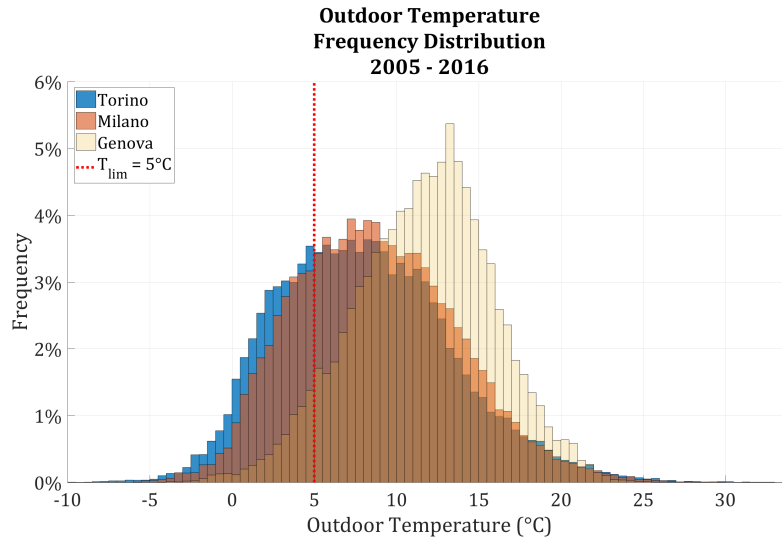 Outdoor Temperature
Frequency Distribution
2005 - 2016
6%
5%
4%
3%
2%
1%
0%
Frequency
Torino
Milano
Genova
T_lim = 5°C
-10 -5 0 5 10 15 20 25 30
Outdoor Temperature (°C)